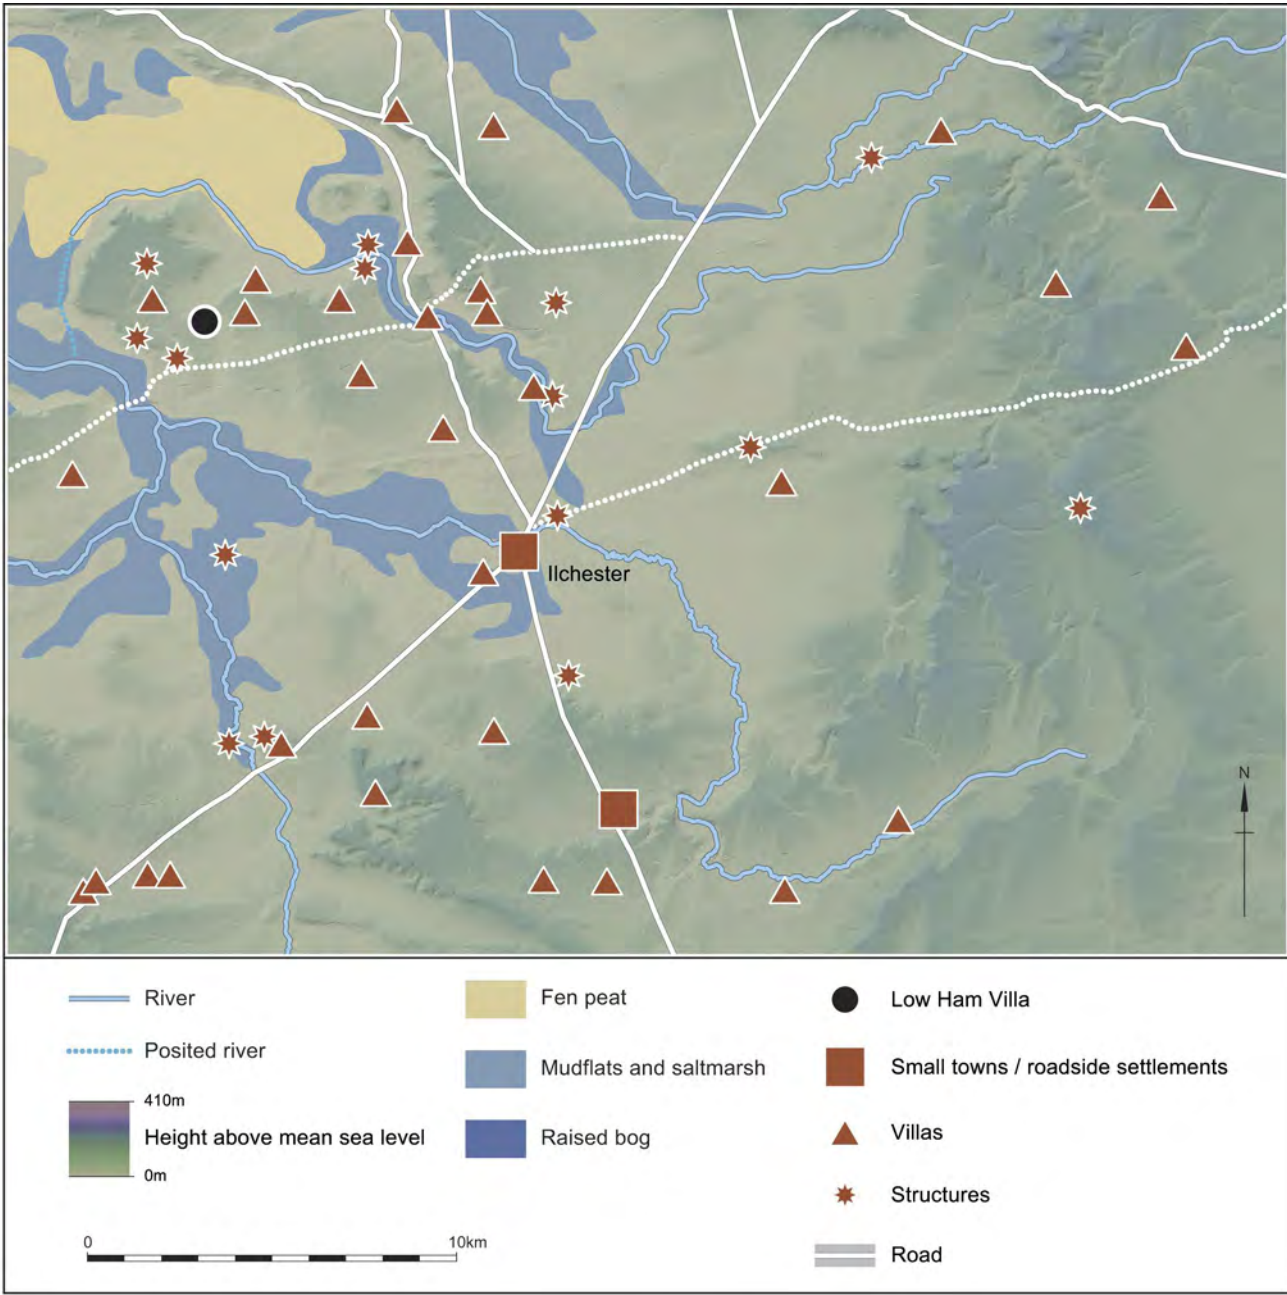 Ilchester
N
River
Posited river
410m
Height above mean sea level
0m
0 10km
Fen peat
Mudflats and saltmarsh
Raised bog
Low Ham Villa
Small towns / roadside settlements
Villas
Structures
Road